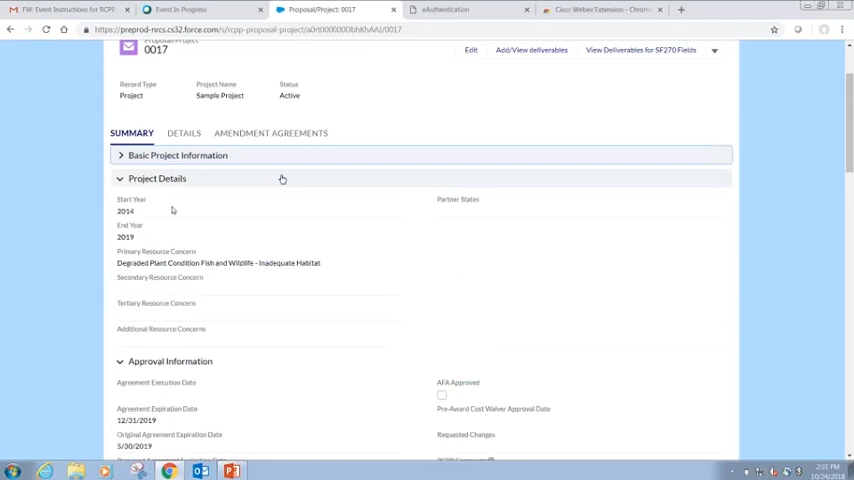 FW: Event Instructions for RCPP
Event In Progress
Proposal/Project: 0017
eAuthentication
Cisco Webex Extension - Chrom
https://preprod-nrcs.cs32.force.com/s/rcpp-proposal-project/a0rt000000DbhKhAAJ/0017
Proposal/Project
0017
Edit
Add/View deliverables
View Deliverables for SF270 Fields
Record Type
Project Name
Status
Project
Sample Project
Active
SUMMARY
DETAILS
AMENDMENT AGREEMENTS
Basic Project Information
Project Details
Start Year
Partner States
2014
End Year
2019
Primary Resource Concern
Degraded Plant Condition Fish and Wildlife - Inadequate Habitat
Secondary Resource Concern
Tertiary Resource Concern
Additional Resource Concerns
Approval Information
Agreement Execution Date
AFA Approved
Agreement Expiration Date
Pre-Award Cost Waiver Approval Date
12/31/2019
Original Agreement Expiration Date
Requested Changes
5/30/2019
2:31 PM
10/24/2018